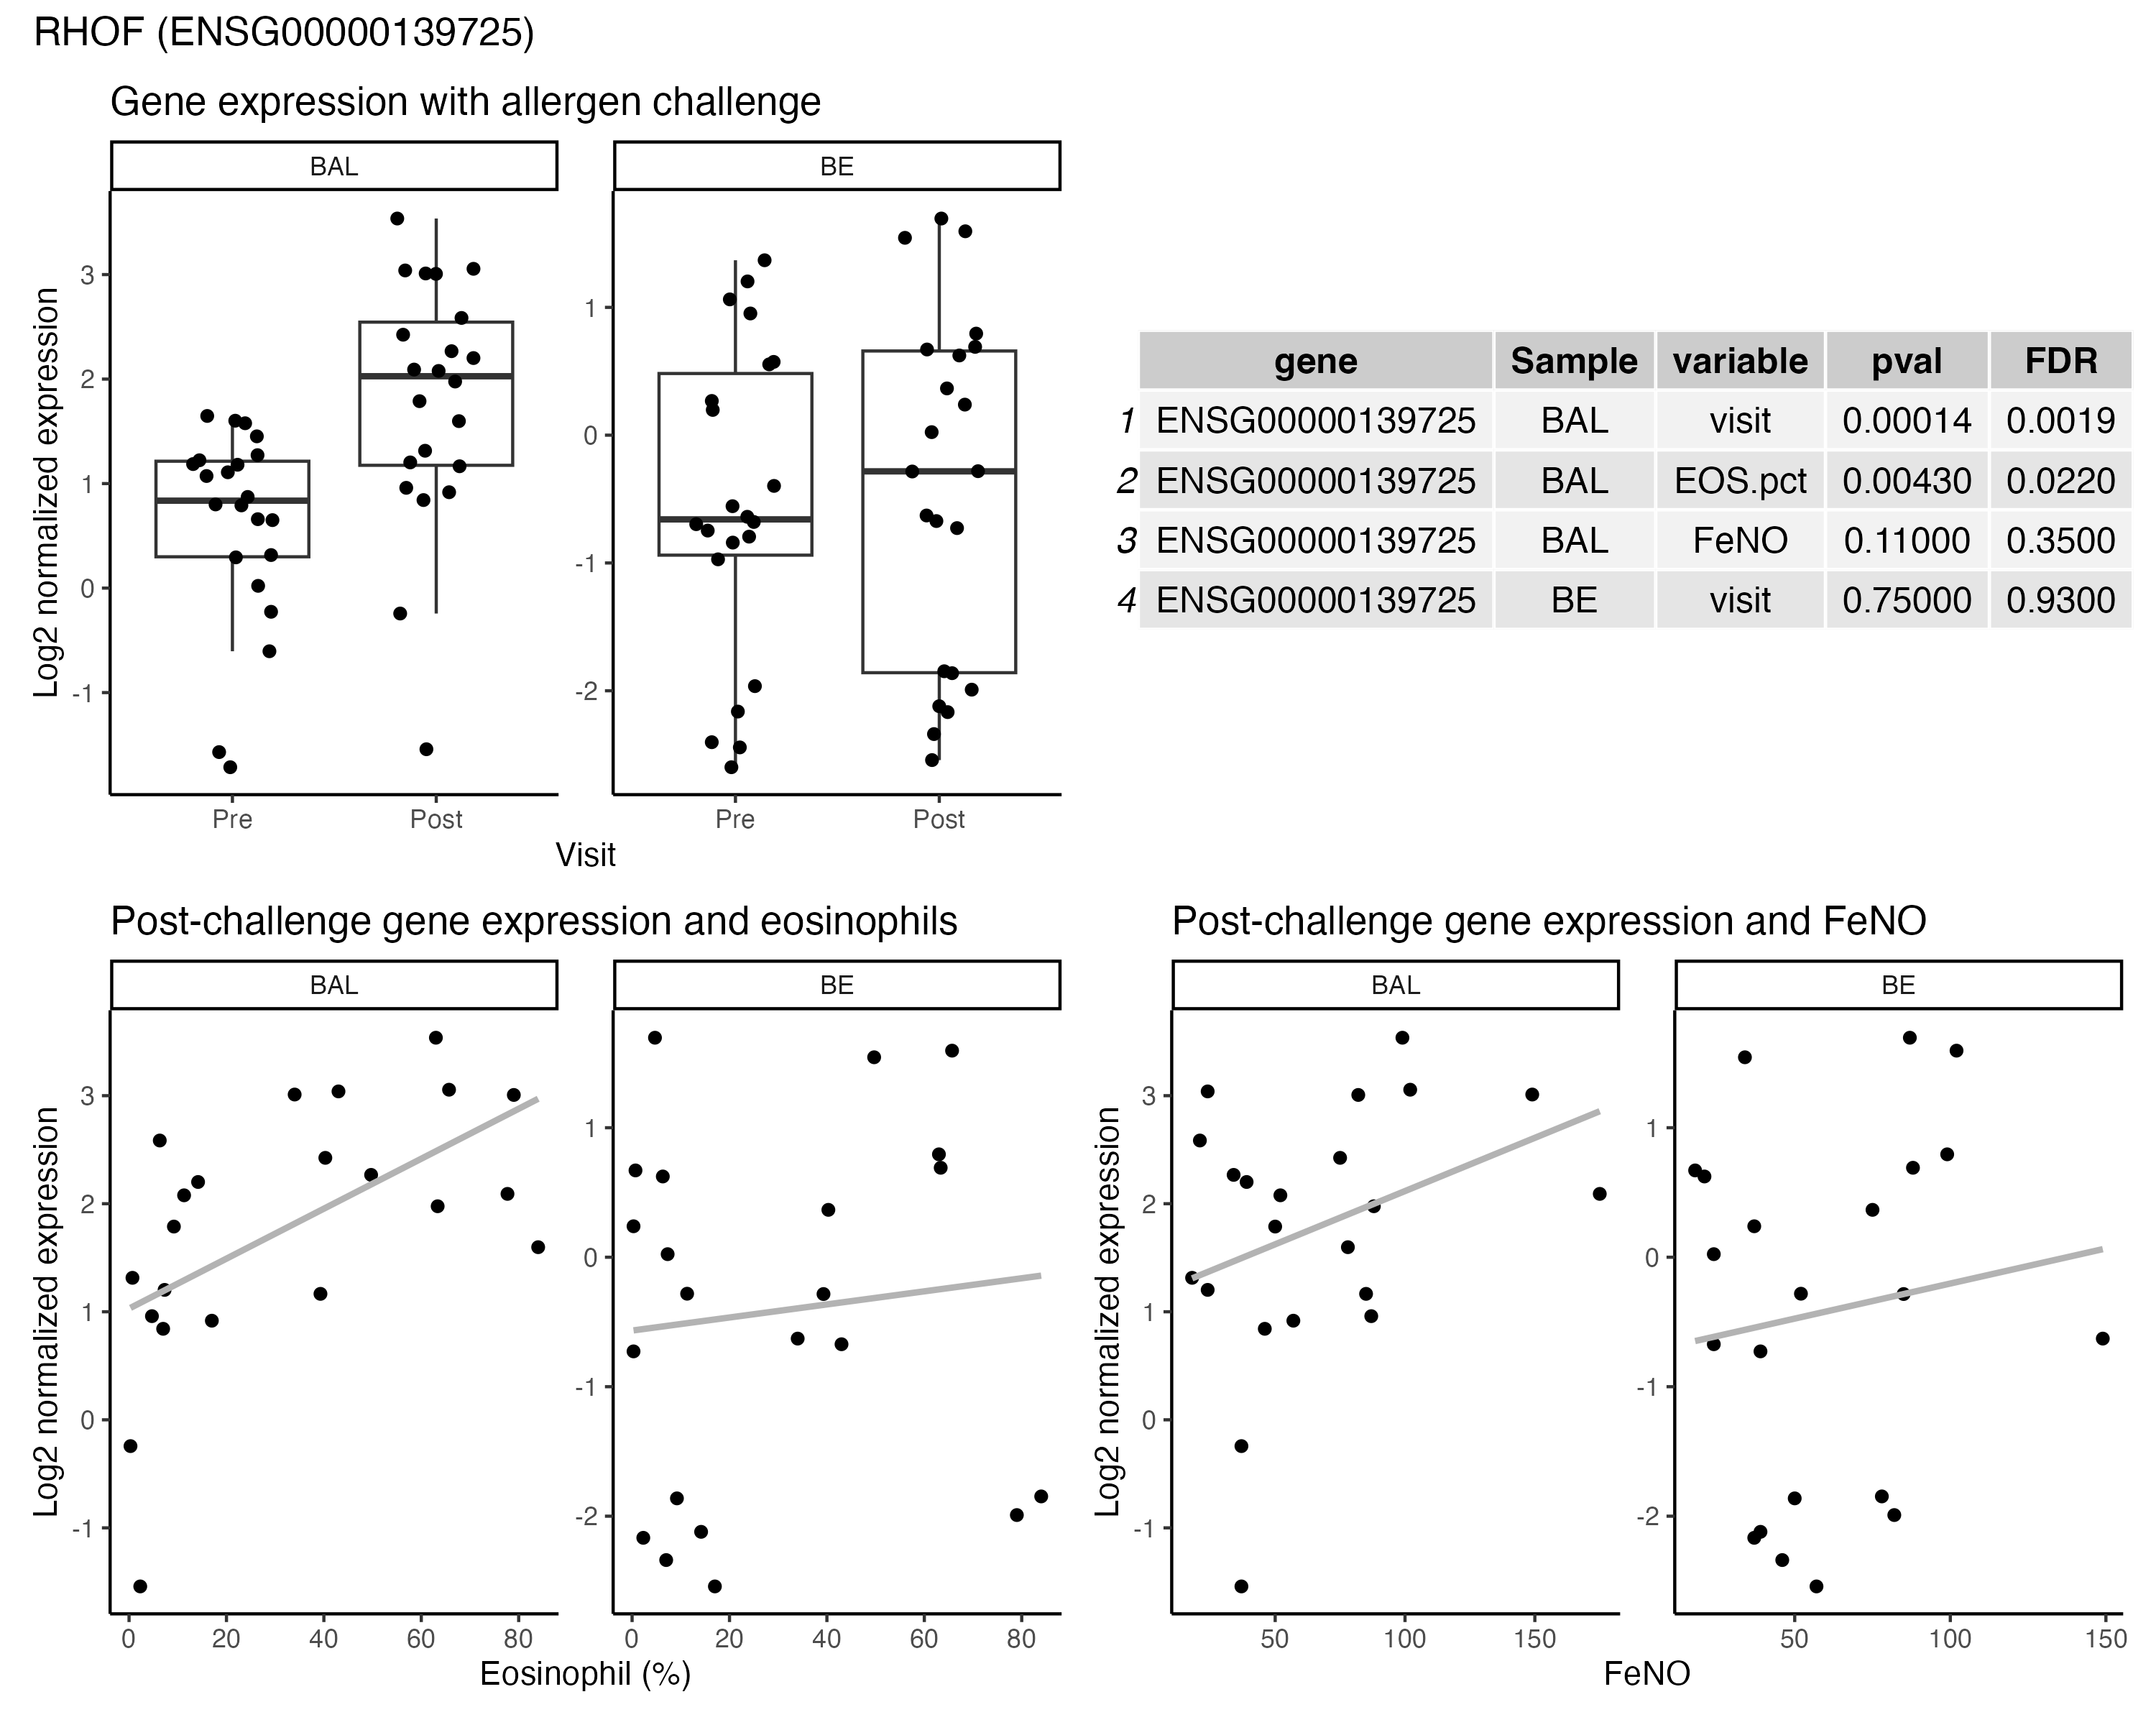 RHOF (ENSG00000139725)
Gene expression with allergen challenge
BAL
BE
Log2 normalized expression
3
2
1
0
-1
1
0
-1
-2
Pre
Post
Pre
Post
Visit
gene Sample variable pval FDR
1 ENSG00000139725 BAL visit 0.00014 0.0019
2 ENSG00000139725 BAL EOS.pct 0.00430 0.0220
3 ENSG00000139725 BAL FeNO 0.11000 0.3500
4 ENSG00000139725 BE visit 0.75000 0.9300
Post-challenge gene expression and eosinophils
BAL
BE
Log2 normalized expression
3
2
1
0
-1
1
0
-1
-2
0 20 40 60 80
0 20 40 60 80
Eosinophil (%)
Post-challenge gene expression and FeNO
BAL
BE
Log2 normalized expression
3
2
1
0
-1
1
0
-1
-2
50 100 150
50 100 150
FeNO